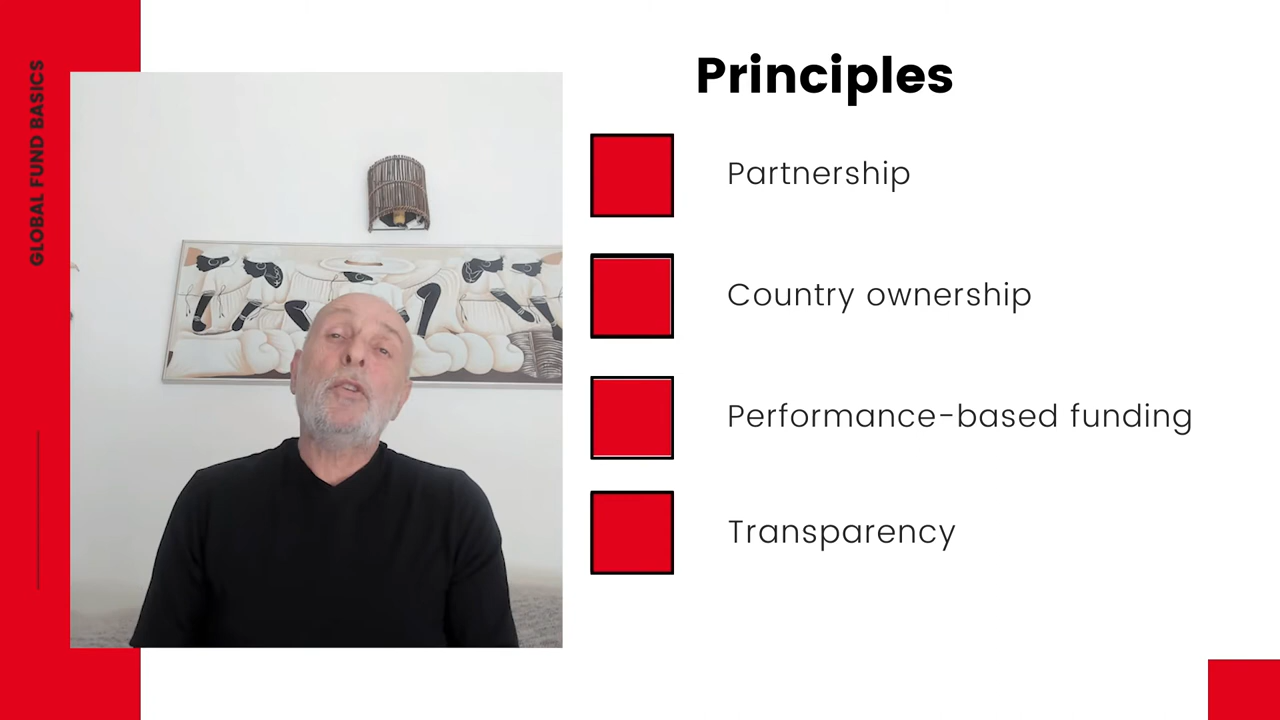 GLOBAL FUND BASICS
Principles
Partnership
Country ownership
Performance-based funding
Transparency